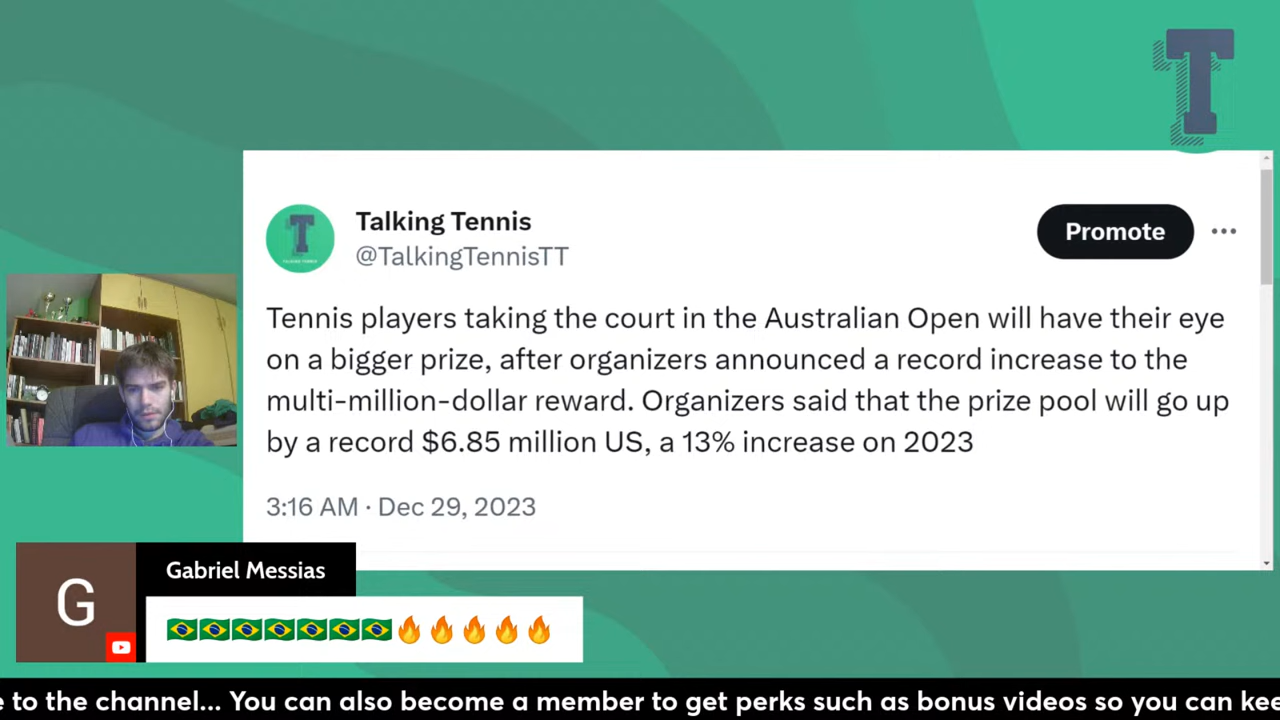 T
Talking Tennis
@TalkingTennisTT
Promote
Tennis players taking the court in the Australian Open will have their eye
on a bigger prize, after organizers announced a record increase to the
multi-million-dollar reward. Organizers said that the prize pool will go up
by a record $6.85 million US, a 13% increase on 2023
3:16 AM · Dec 29, 2023
G
Gabriel Messias
🇧🇷🇧🇷🇧🇷🇧🇷🇧🇷🇧🇷🇧🇷🔥🔥🔥🔥🔥
e to the channel... You can also become a member to get perks such as bonus videos so you can kee